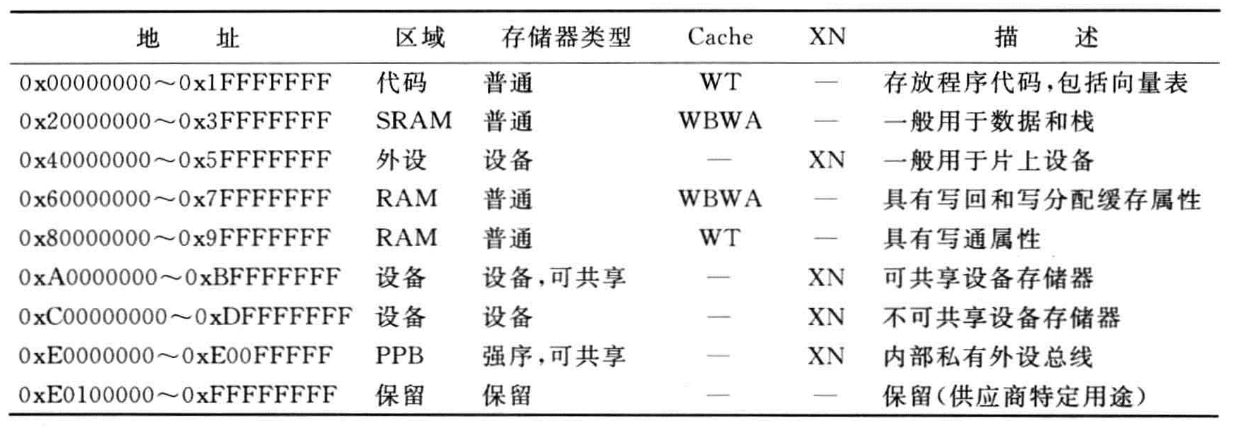 地 址 区域 存储器类型 Cache XN 描 述
0x00000000~0x1FFFFFFF 代码 普通 WT — 存放程序代码,包括向量表
0x20000000~0x3FFFFFFF SRAM 普通 WBWA — 一般用于数据和栈
0x40000000~0x5FFFFFFF 外设 设备 — XN 一般用于片上设备
0x60000000~0x7FFFFFFF RAM 普通 WBWA — 具有写回和写分配缓存属性
0x80000000~0x9FFFFFFF RAM 普通 WT — 具有写通属性
0xA0000000~0xBFFFFFFF 设备 设备,可共享 — XN 可共享设备存储器
0xC00000000~0xDFFFFFFF 设备 设备 — XN 不可共享设备存储器
0xE0000000~0xE00FFFFF PPB 强序,可共享 — XN 内部私有外设总线
0xE0100000~0xFFFFFFFF 保留 保留 — — 保留(供应商特定用途)